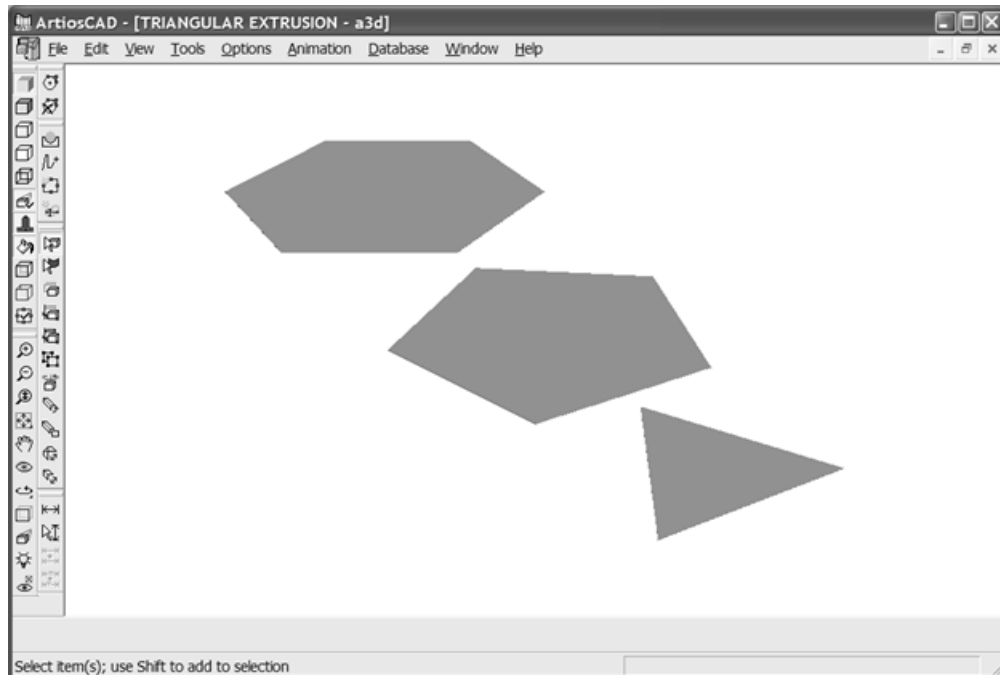 ArtiosCAD - [TRIANGULAR EXTRUSION - a3d]
File Edit View Tools Options Animation Database Window Help
Select item(s); use Shift to add to selection